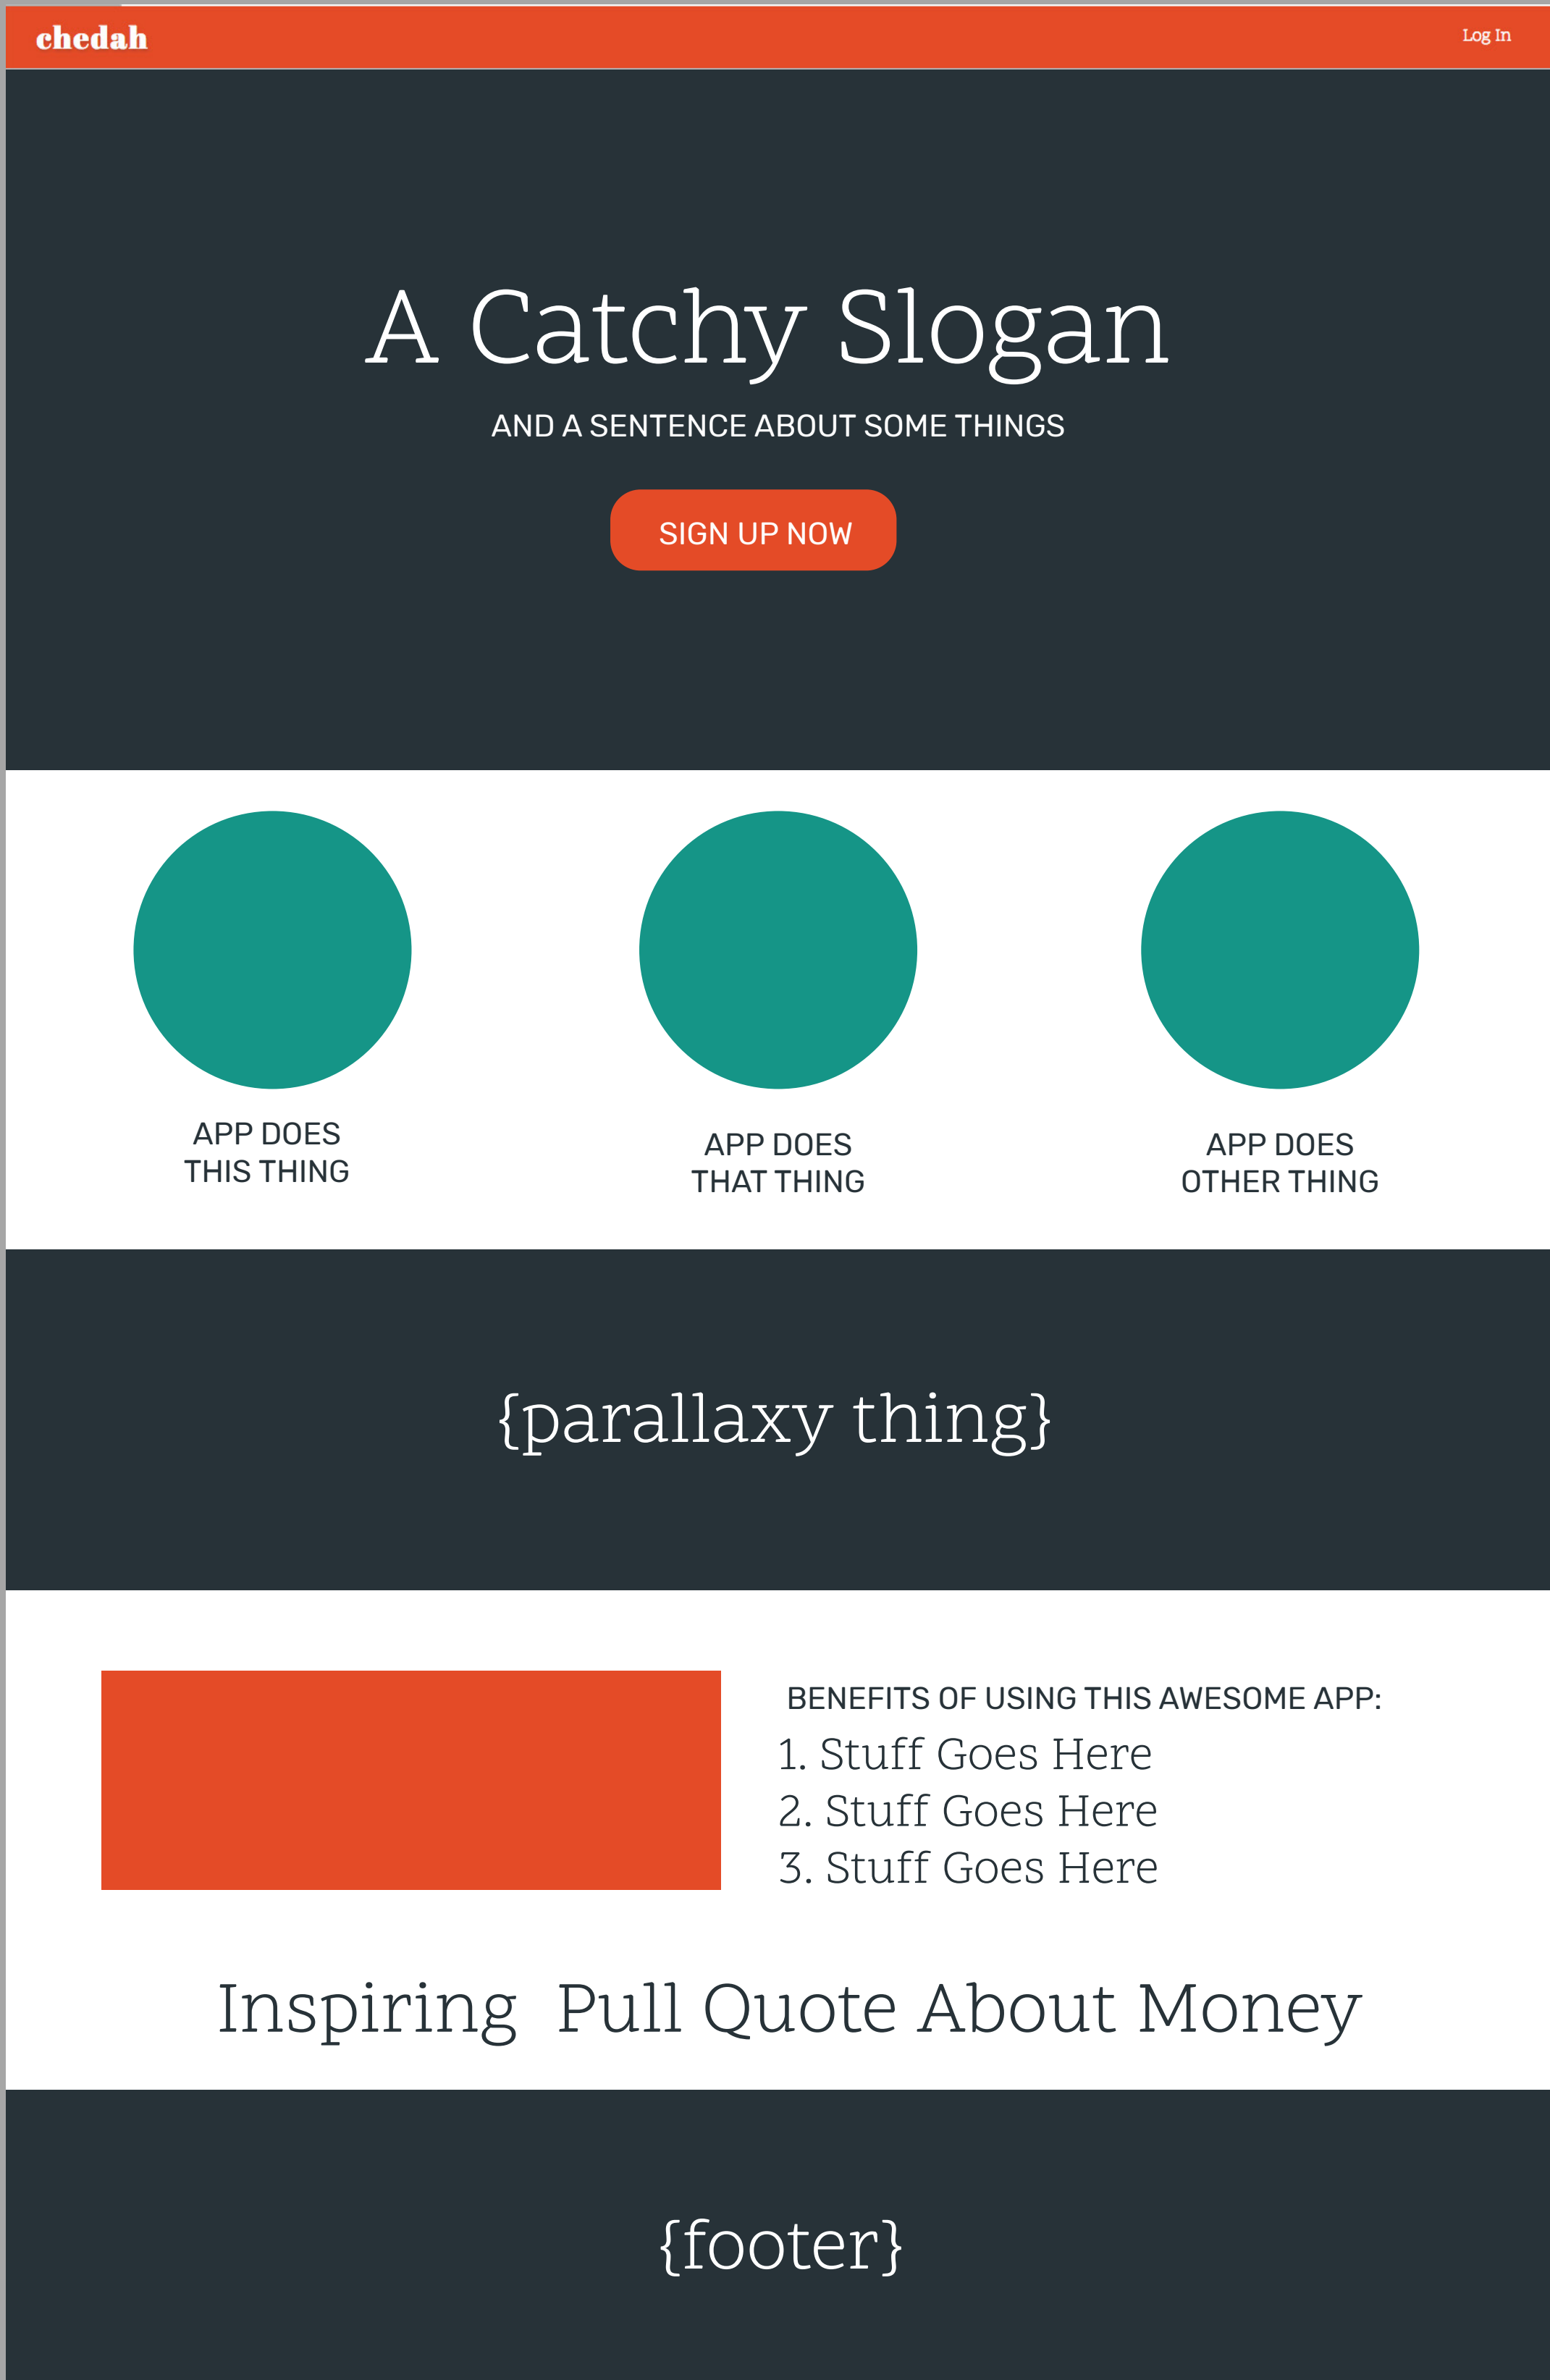 chedah
Log In
A Catchy Slogan
AND A SENTENCE ABOUT SOME THINGS
SIGN UP NOW
APP DOES
THIS THING
APP DOES
THAT THING
APP DOES
OTHER THING
{parallaxy thing}
BENEFITS OF USING THIS AWESOME APP:
1. Stuff Goes Here
2. Stuff Goes Here
3. Stuff Goes Here
Inspiring  Pull Quote About Money
{footer}